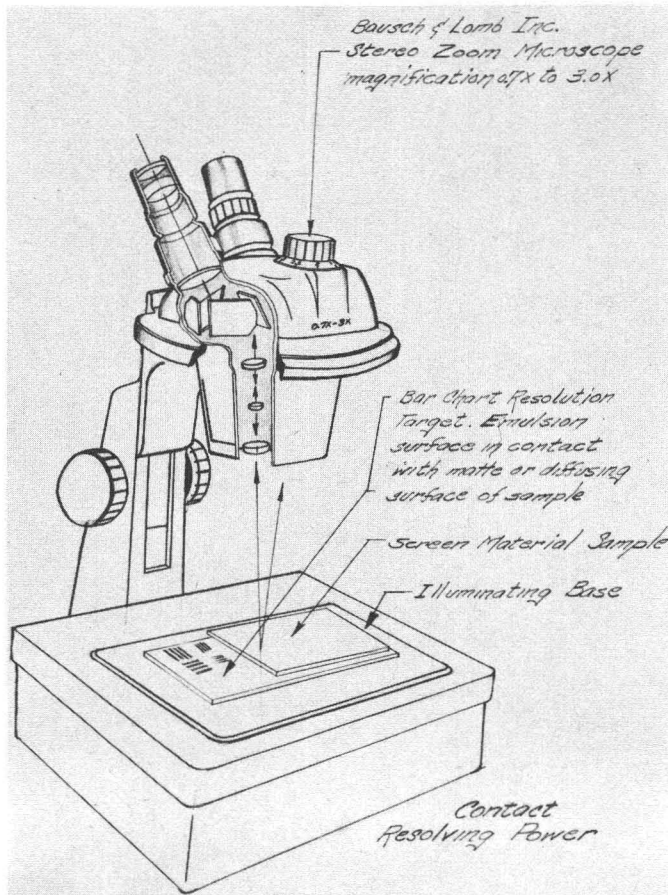 Bausch & Lomb Inc.
Stereo Zoom Microscope
magnification 0.7x to 3.0x
0.7X-3X
Bar Chart Resolution
Target. Emulsion
surface in contact
with matte or diffusing
surface of sample
Screen Material Sample
Illuminating Base
Contact
Resolving Power